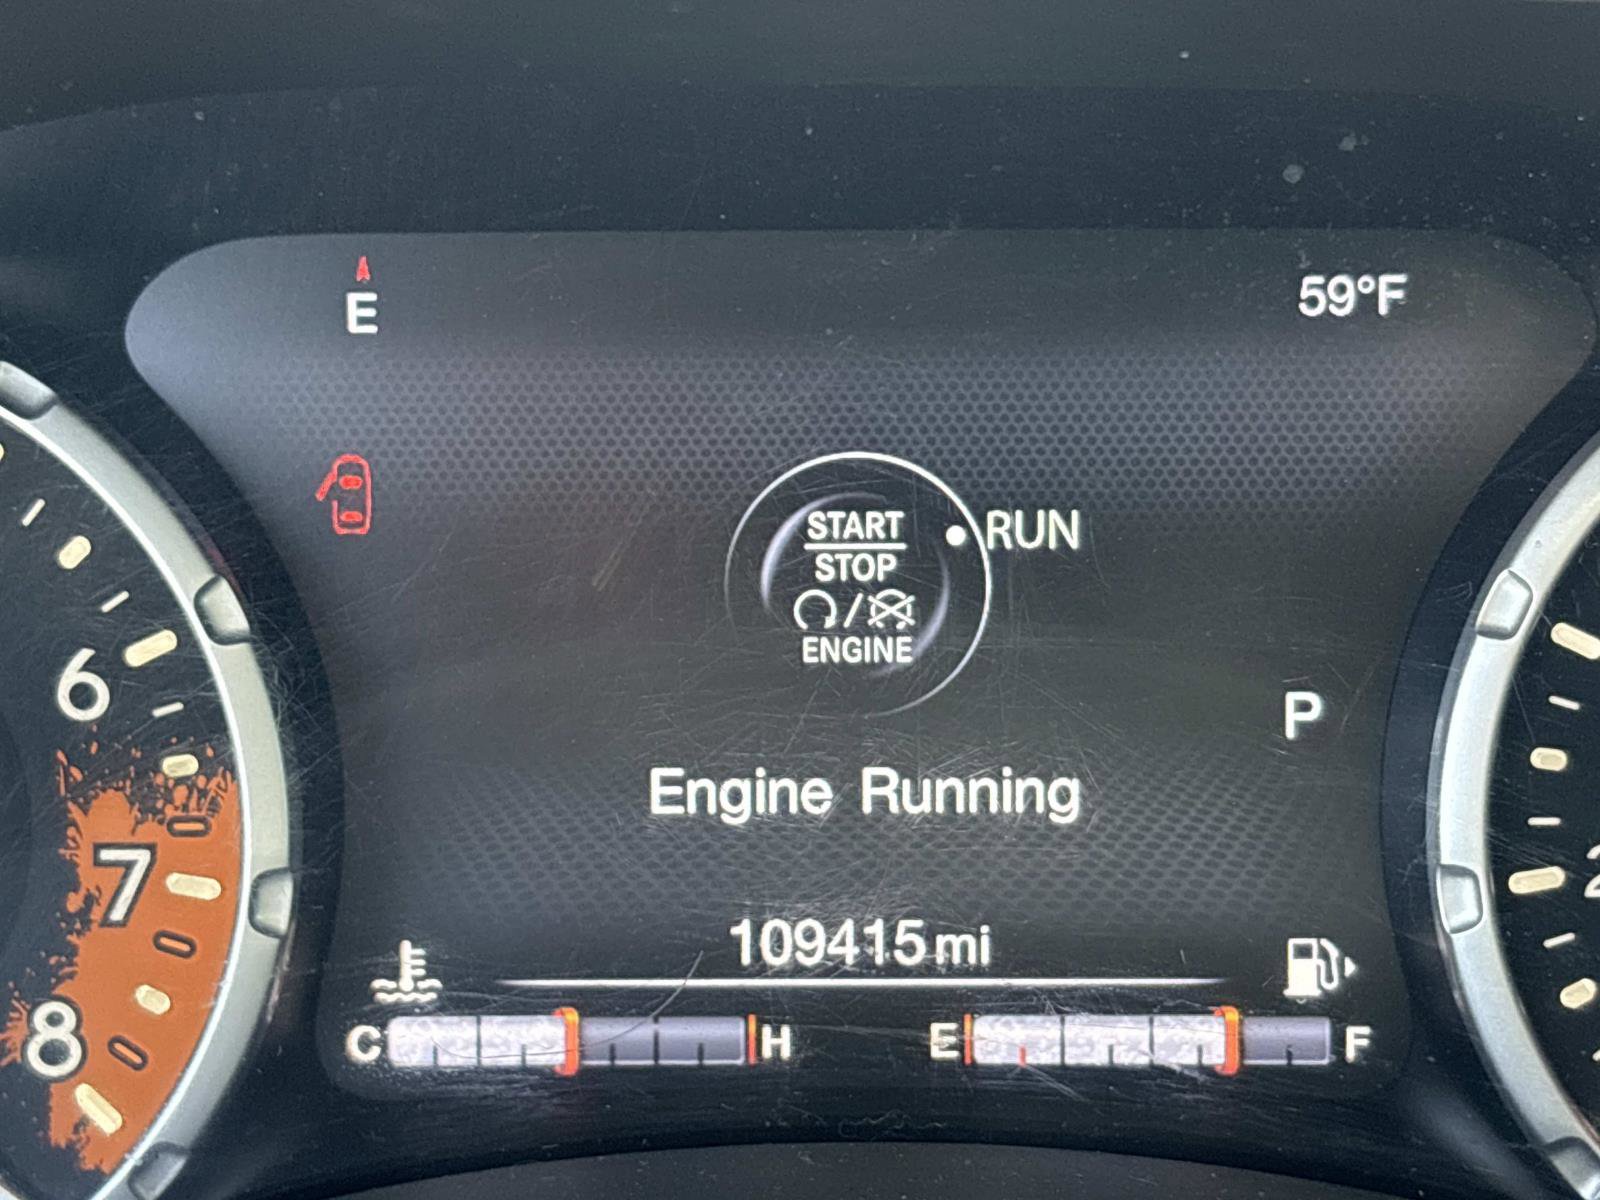 E
59°F
START
STOP
RUN
ENGINE
6
P
Engine Running
7
109415 mi
8
C
H
E
F